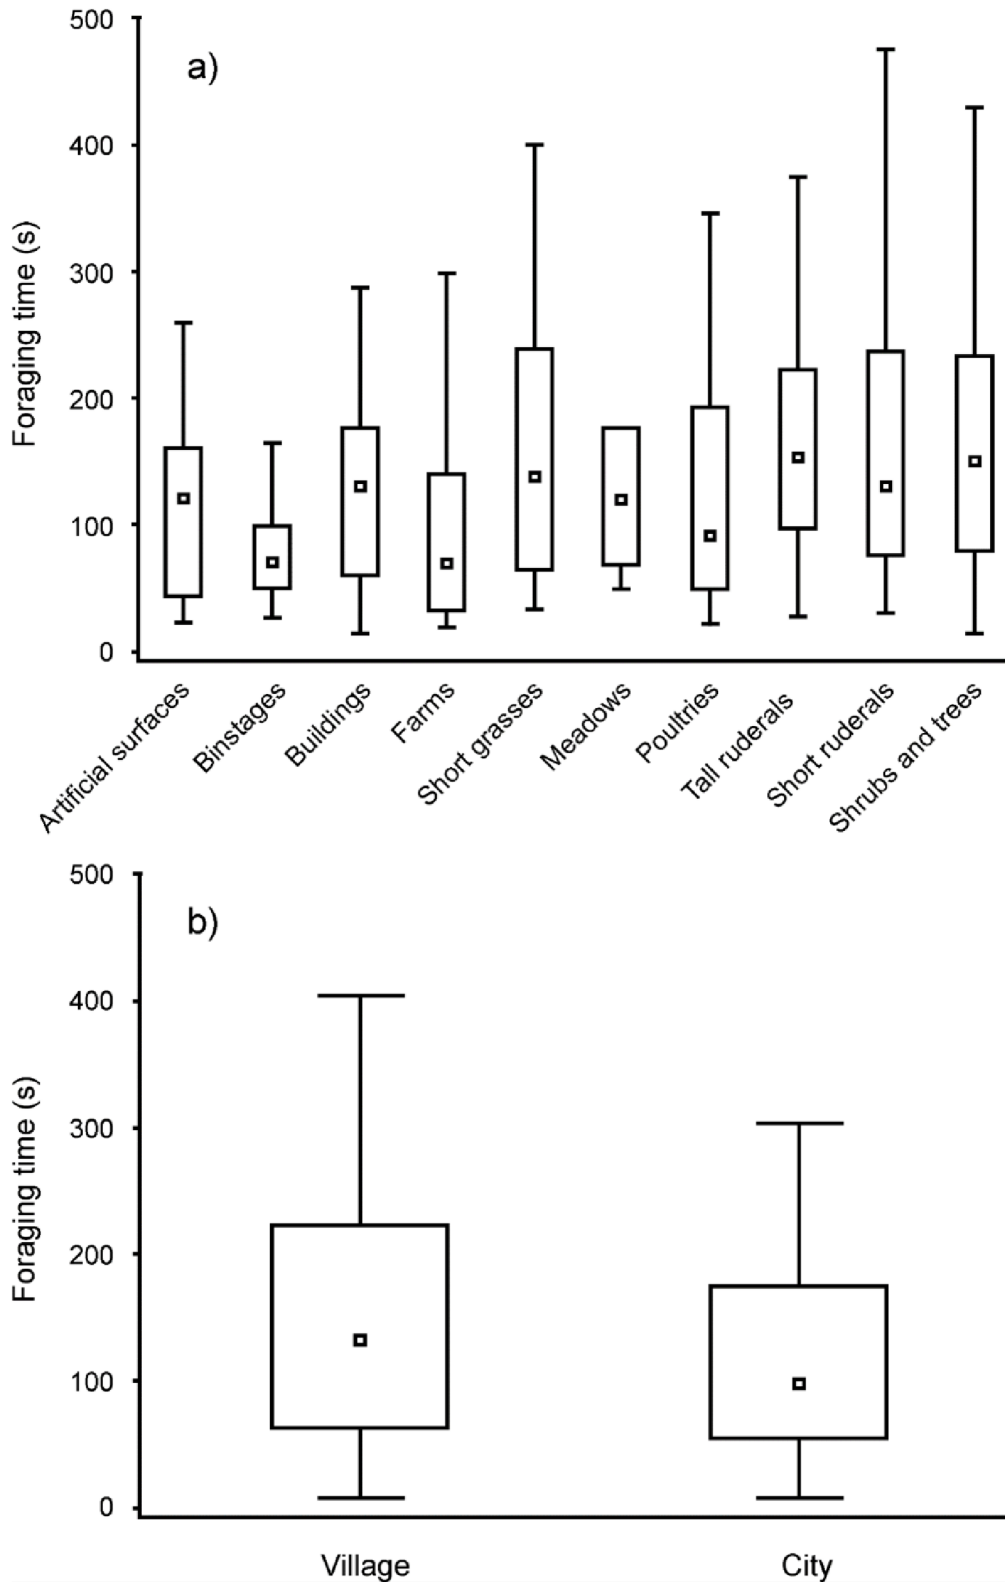 500
a)
400
300
200
100
0
Foraging time (s)
Artificial surfaces
Binstages
Buildings
Farms
Short grasses
Meadows
Poultries
Tall ruderals
Short ruderals
Shrubs and trees
500
b)
400
300
200
100
0
Foraging time (s)
Village
City